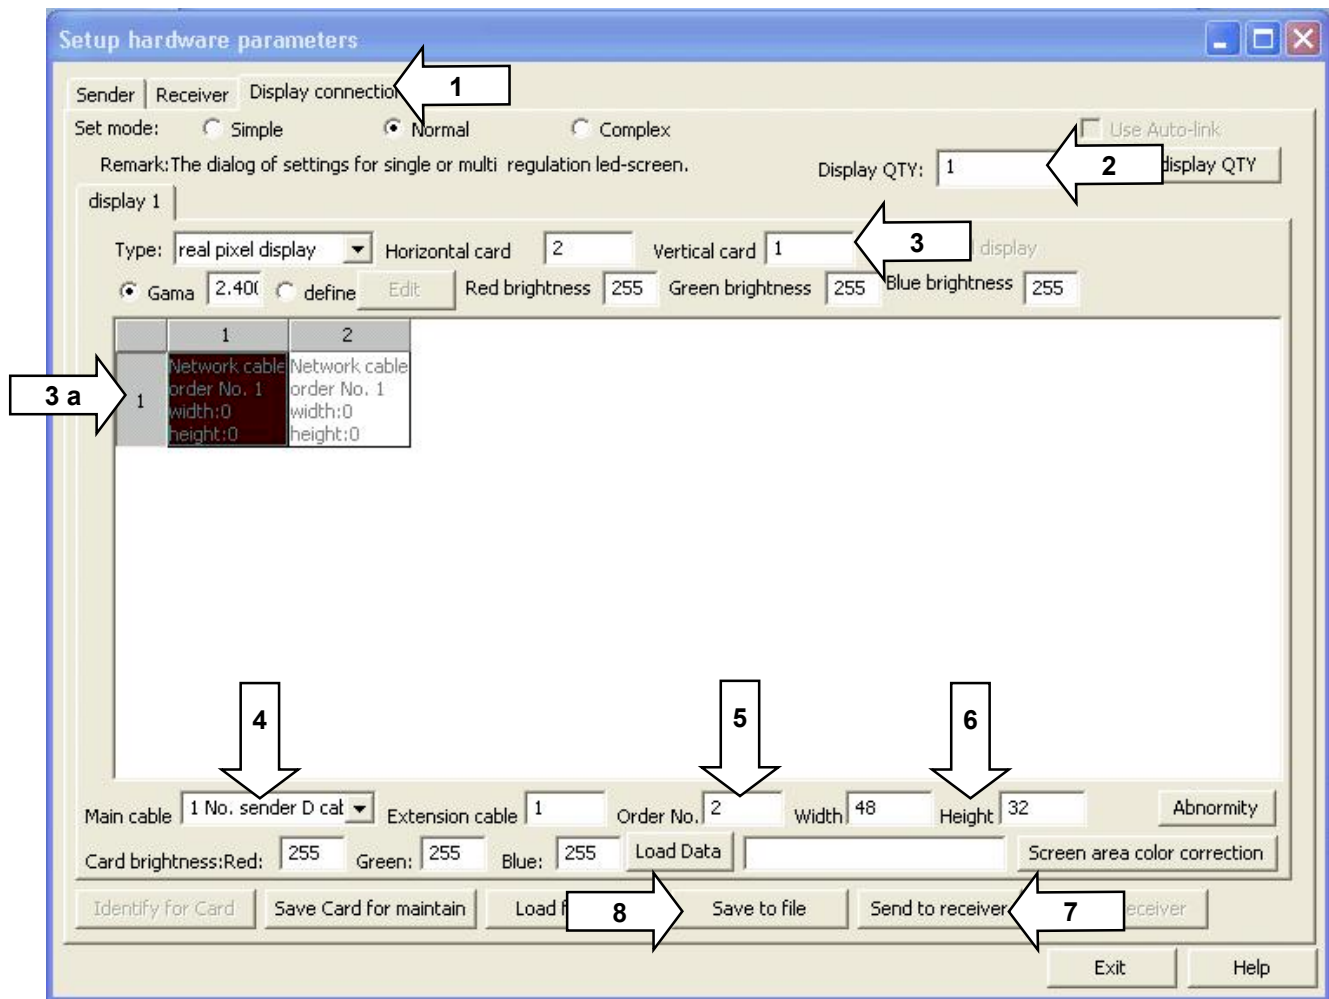 Setup hardware parameters
Sender Receiver Display connection 1
Set mode: Simple Normal Complex Use Auto-link
Remark:The dialog of settings for single or multi regulation led-screen. Display QTY: 1 2 display QTY
display 1
Type: real pixel display Horizontal card 2 Vertical card 1 3 display
Gama 2.400 define Edit Red brightness 255 Green brightness 255 Blue brightness 255
1 2
3 a 1
Network cable Network cable
order No. 1 order No. 1
width:0 width:0
height:0 height:0
4 5 6
Main cable 1 No. sender D cat Extension cable 1 Order No. 2 Width 48 Height 32 Abnormity
Card brightness:Red: 255 Green: 255 Blue: 255 Load Data Screen area color correction
Identify for Card Save Card for maintain Load 8 Save to file Send to receiver 7 receiver
Exit Help